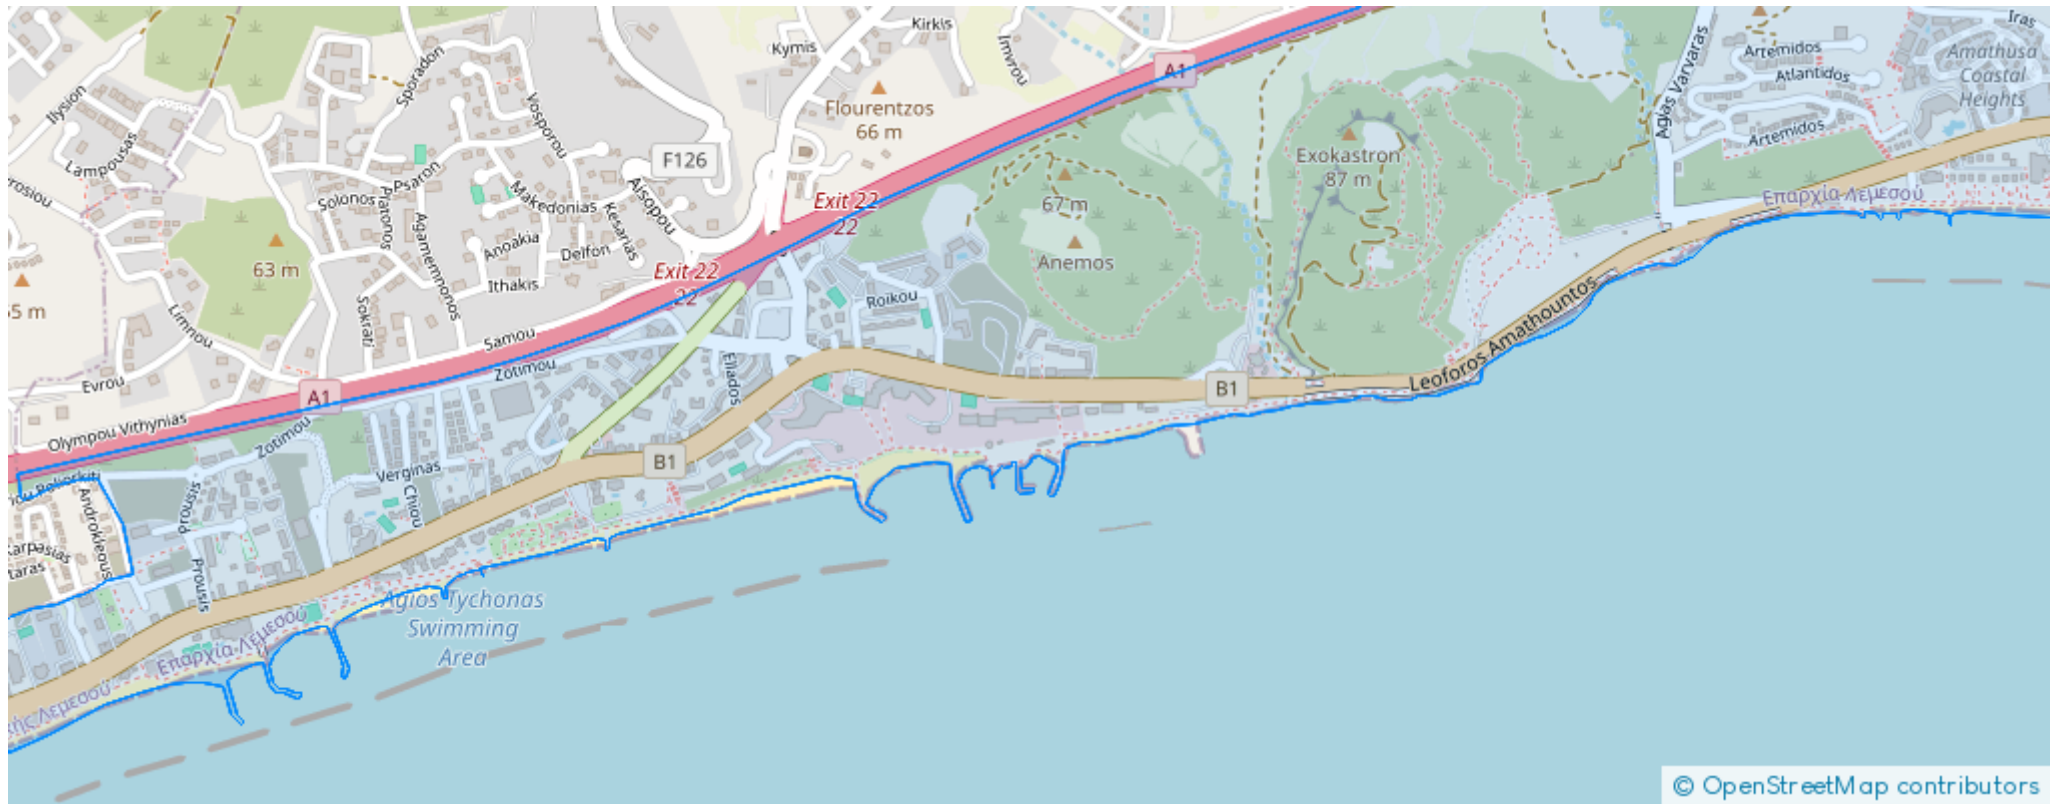 Kirkis
Kymis
Imvrou
A1
Iras
Artemidos
Atlantidos
Amathusa
Coastal
Heights
Agias Varvaras
Artemidos
Ilysion
Sporadon
Vosporou
Flourentzos
66 m
Lampousas
F126
Exokastron
87 m
Psaron
Platonos
Solonos
Makedonias
Aisopou
Kesarias
Agamemnonos
Exit 22
22
67 m
Επαρχία Λεμεσού
Anoakia
Delfon
Anemos
63 m
Exit 22
22
Ithakis
Roikou
Sokrati
Limnou
Samou
Zotimou
Leoforos Amathountos
Evrou
A1
Ellados
B1
Olympou Vithynias
Zotimou
B1
Verginas
Chiou
Androkleous
Prousis
Karpasias
Prousis
Agios Tychonas
Swimming
Area
Επαρχία Λεμεσού
© OpenStreetMap contributors